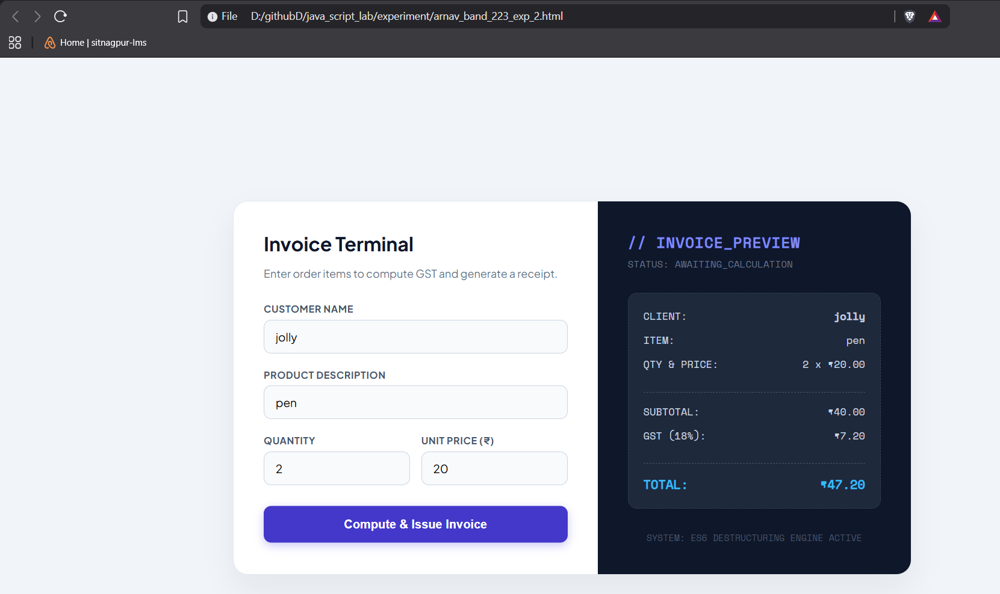 File D:/githubD/java_script_lab/experiment/arnav_band_223_exp_2.html
Home | sitnagpur-lms
Invoice Terminal
Enter order items to compute GST and generate a receipt.
CUSTOMER NAME
jolly
PRODUCT DESCRIPTION
pen
QUANTITY
UNIT PRICE (₹)
2
20
Compute & Issue Invoice
// INVOICE_PREVIEW
STATUS: AWAITING_CALCULATION
CLIENT: jolly
ITEM: pen
QTY & PRICE: 2 x ₹20.00
SUBTOTAL: ₹40.00
GST (18%): ₹7.20
TOTAL: ₹47.20
SYSTEM: ES6 DESTRUCTURING ENGINE ACTIVE